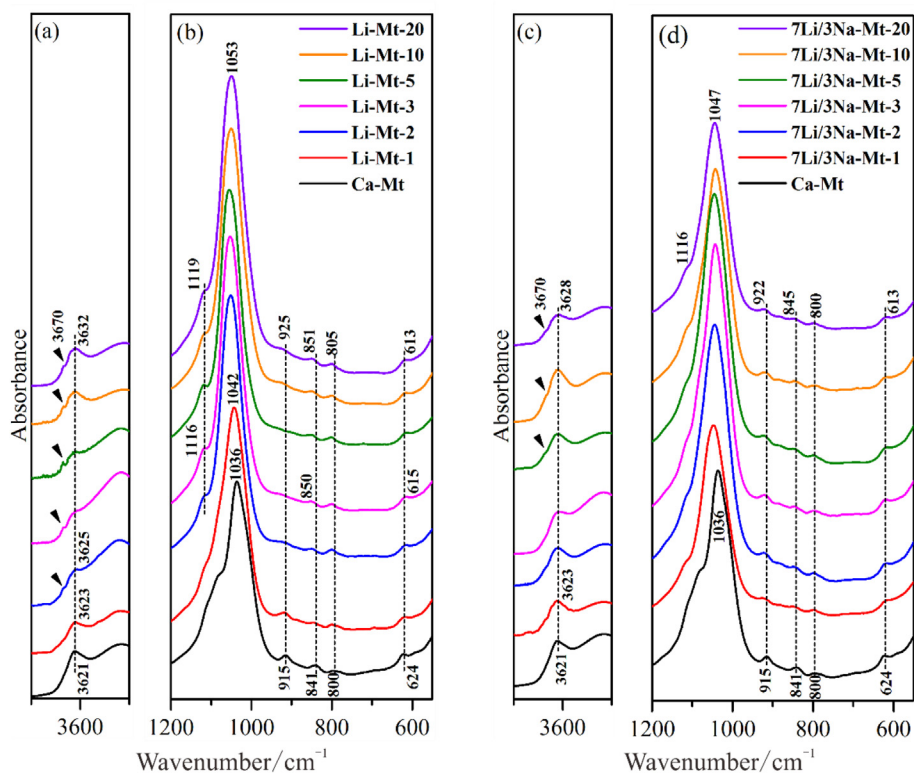 (a)
3670
3632
3625
3623
3621
3600
Absorbance
(b)
Li-Mt-20
Li-Mt-10
Li-Mt-5
Li-Mt-3
Li-Mt-2
Li-Mt-1
Ca-Mt
1053
1119
925
851
805
613
1042
1116
1036
850
615
915
841
800
624
1200
1000
800
600
Wavenumber/cm⁻¹
(c)
3670
3628
3623
3621
3600
Absorbance
(d)
7Li/3Na-Mt-20
7Li/3Na-Mt-10
7Li/3Na-Mt-5
7Li/3Na-Mt-3
7Li/3Na-Mt-2
7Li/3Na-Mt-1
Ca-Mt
1047
1116
922
845
800
613
1036
915
841
800
624
1200
1000
800
600
Wavenumber/cm⁻¹